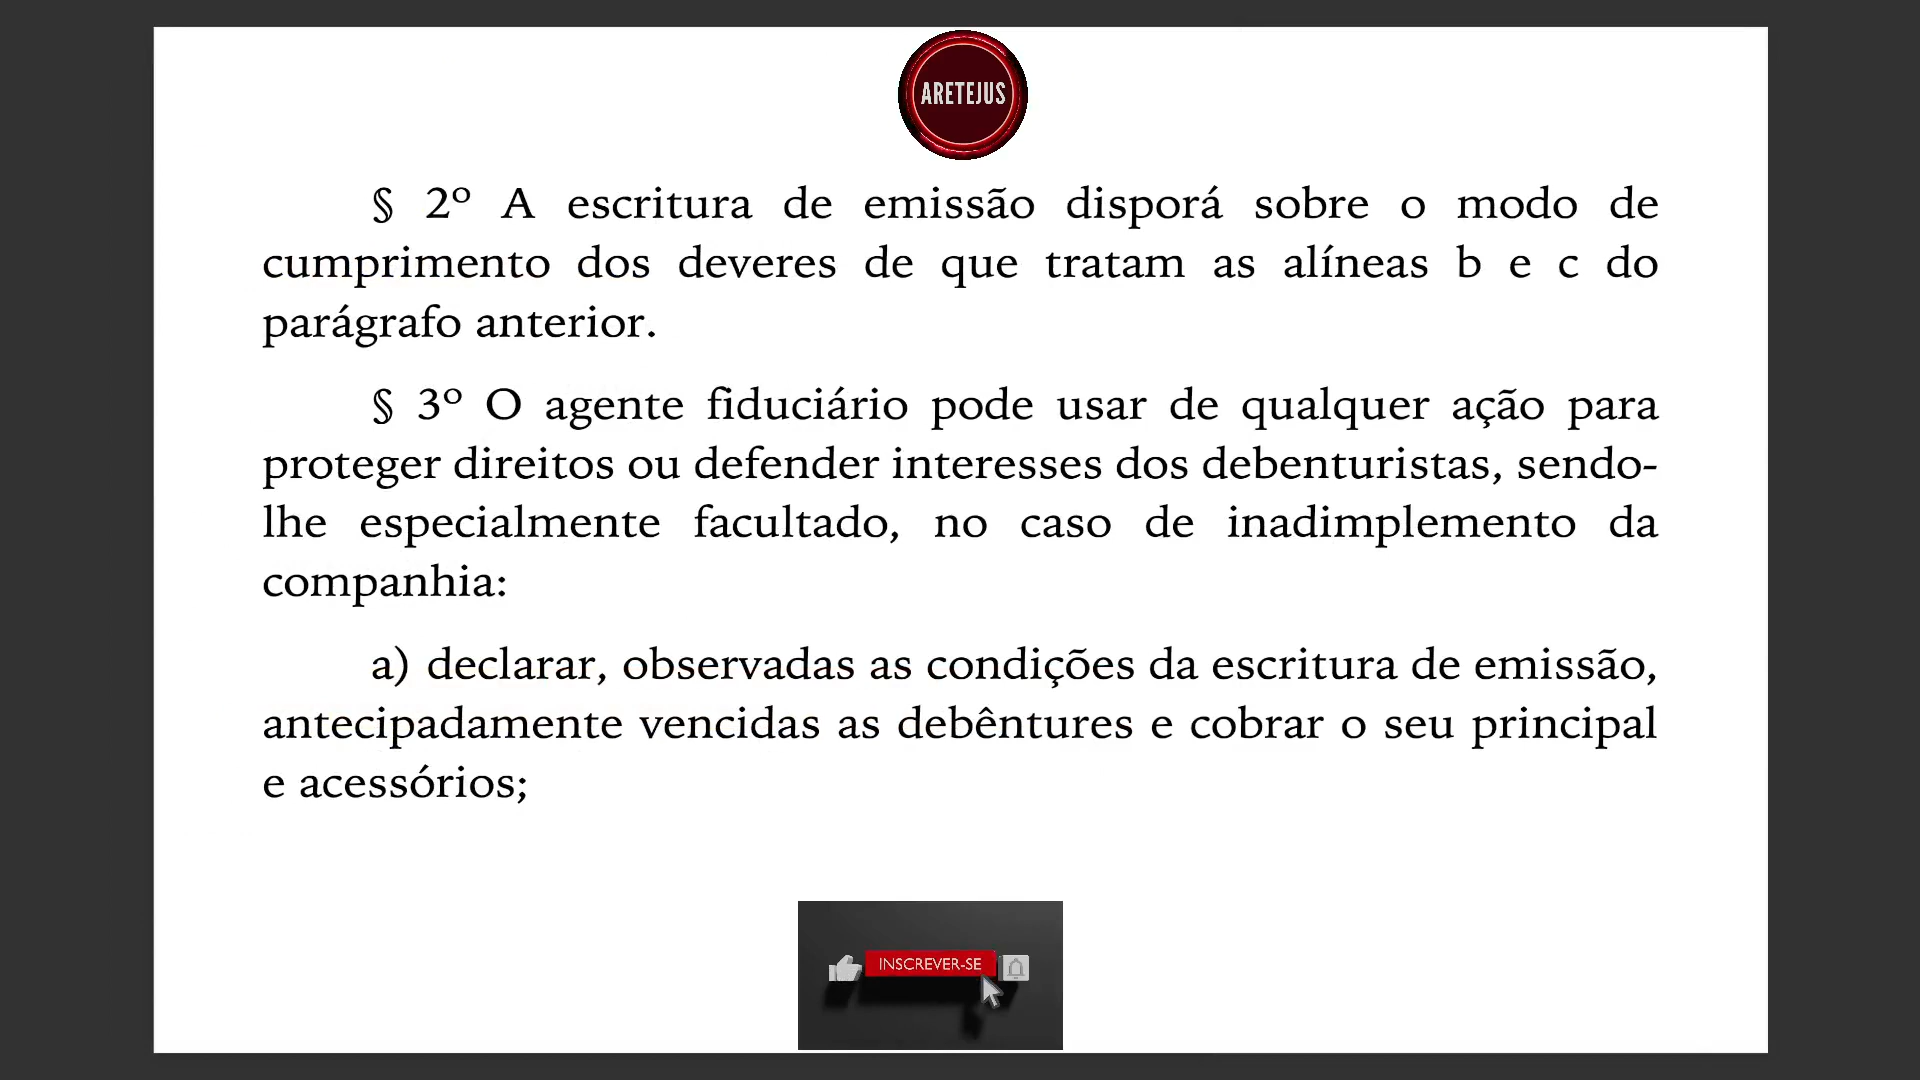 ARETEJUS
§ 2º A escritura de emissão disporá sobre o modo de
cumprimento dos deveres de que tratam as alíneas b e c do
parágrafo anterior.
§ 3º O agente fiduciário pode usar de qualquer ação para
proteger direitos ou defender interesses dos debenturistas, sendo-
lhe especialmente facultado, no caso de inadimplemento da
companhia:
a) declarar, observadas as condições da escritura de emissão,
antecipadamente vencidas as debêntures e cobrar o seu principal
e acessórios;
INSCREVER-SE